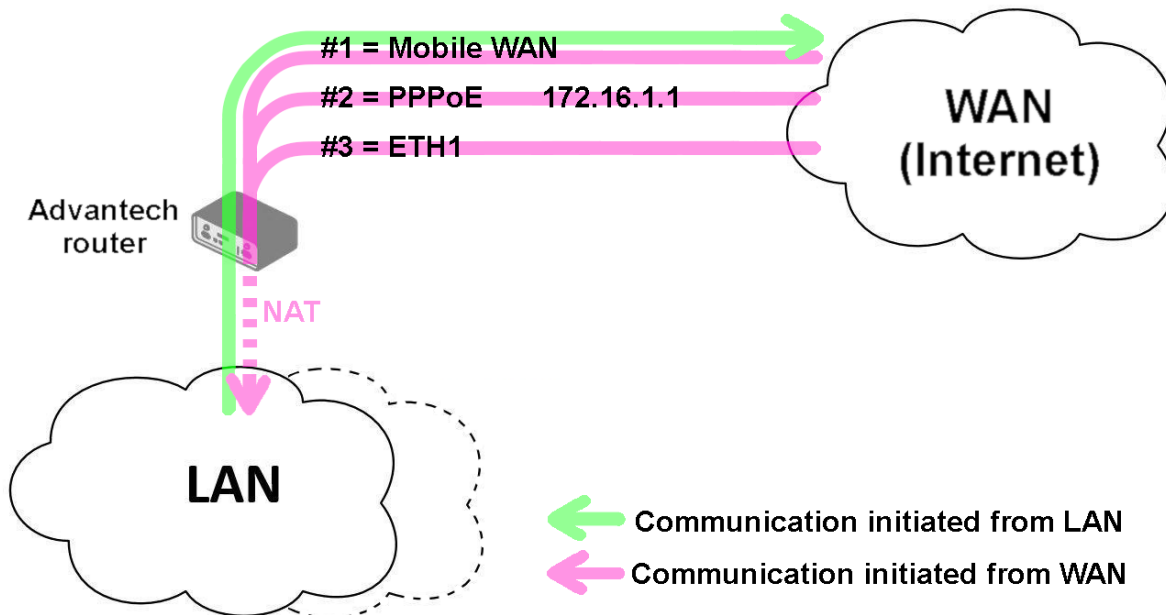 #1 = Mobile WAN
#2 = PPPoE 172.16.1.1
#3 = ETH1
WAN
(Internet)
Advantech
router
NAT
LAN
Communication initiated from LAN
Communication initiated from WAN